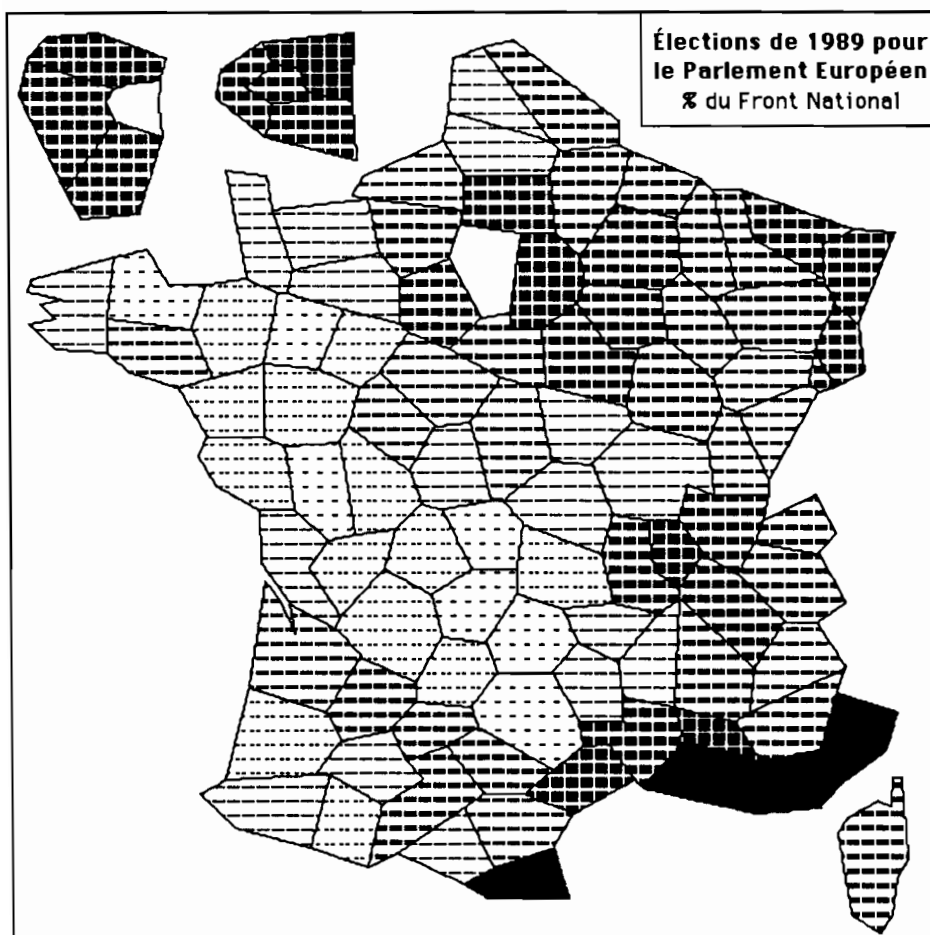 Élections de 1989 pour
le Parlement Européen
% du Front National